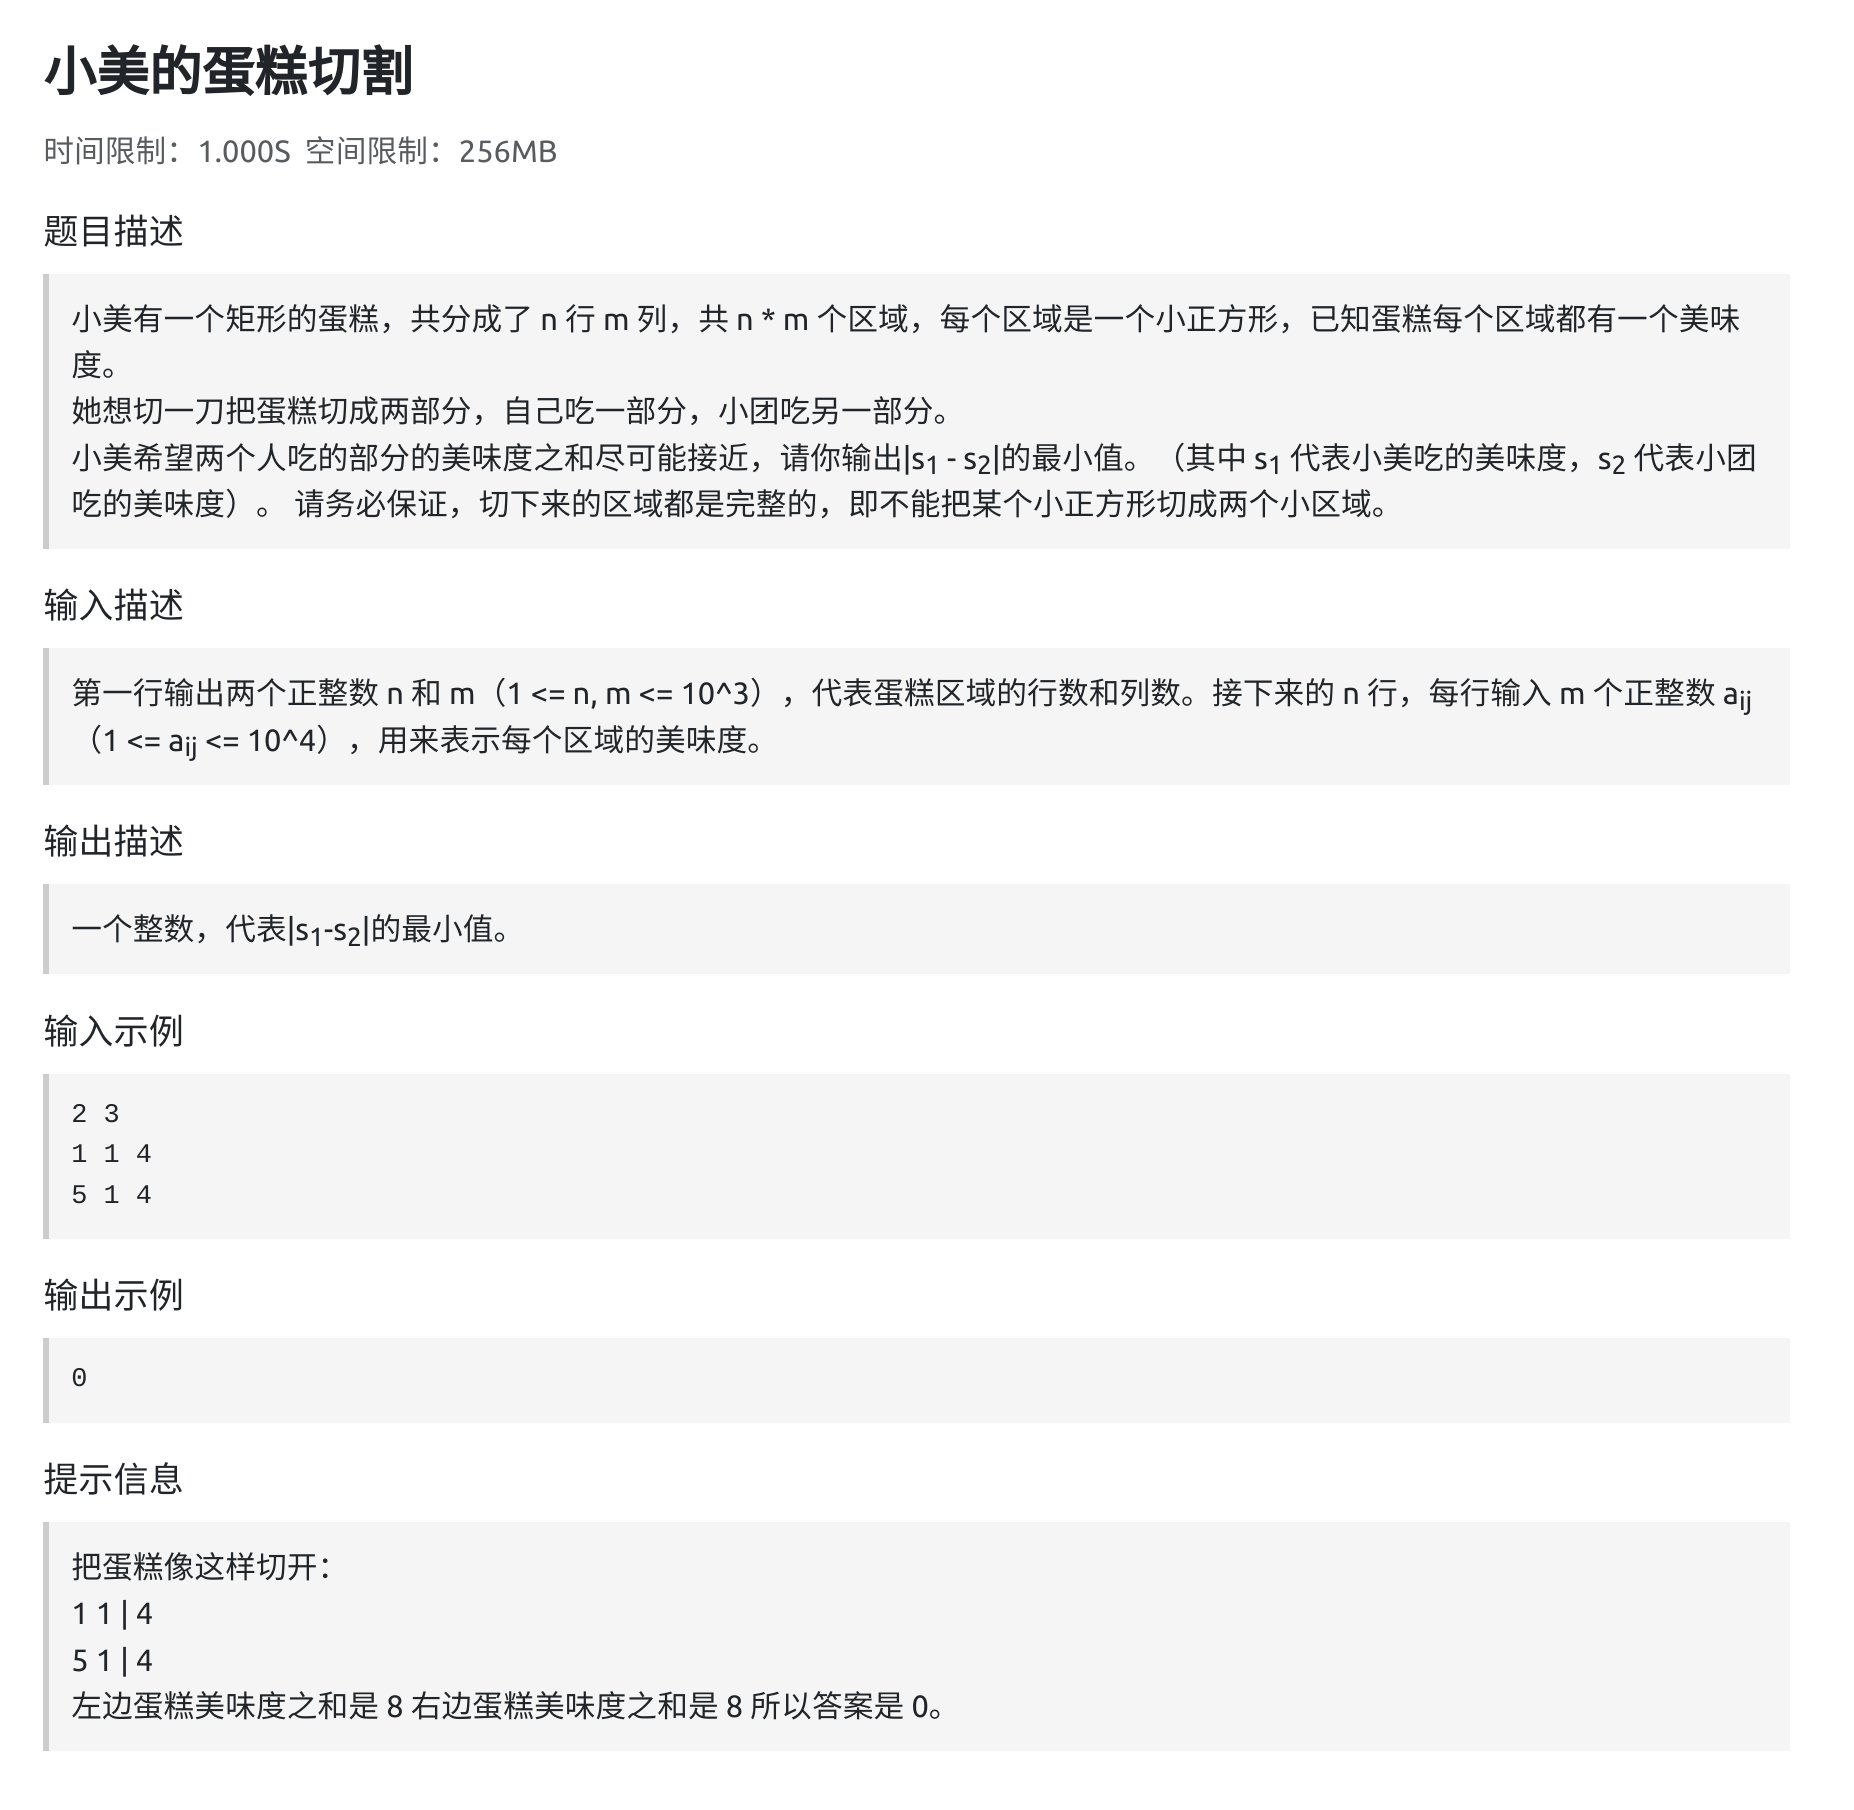 小美的蛋糕切割
时间限制：1.000S 空间限制：256MB
题目描述
小美有一个矩形的蛋糕，共分成了 n 行 m 列，共 n * m 个区域，每个区域是一个小正方形，已知蛋糕每个区域都有一个美味
度。
她想切一刀把蛋糕切成两部分，自己吃一部分，小团吃另一部分。
小美希望两个人吃的部分的美味度之和尽可能接近，请你输出|s1 - s2|的最小值。（其中 s1 代表小美吃的美味度，s2 代表小团
吃的美味度）。 请务必保证，切下来的区域都是完整的，即不能把某个小正方形切成两个小区域。
输入描述
第一行输出两个正整数 n 和 m（1 <= n, m <= 10^3），代表蛋糕区域的行数和列数。接下来的 n 行，每行输入 m 个正整数 aij
（1 <= aij <= 10^4），用来表示每个区域的美味度。
输出描述
一个整数，代表|s1-s2|的最小值。
输入示例
2 3
1 1 4
5 1 4
输出示例
0
提示信息
把蛋糕像这样切开：
1 1 | 4
5 1 | 4
左边蛋糕美味度之和是 8 右边蛋糕美味度之和是 8 所以答案是 0。